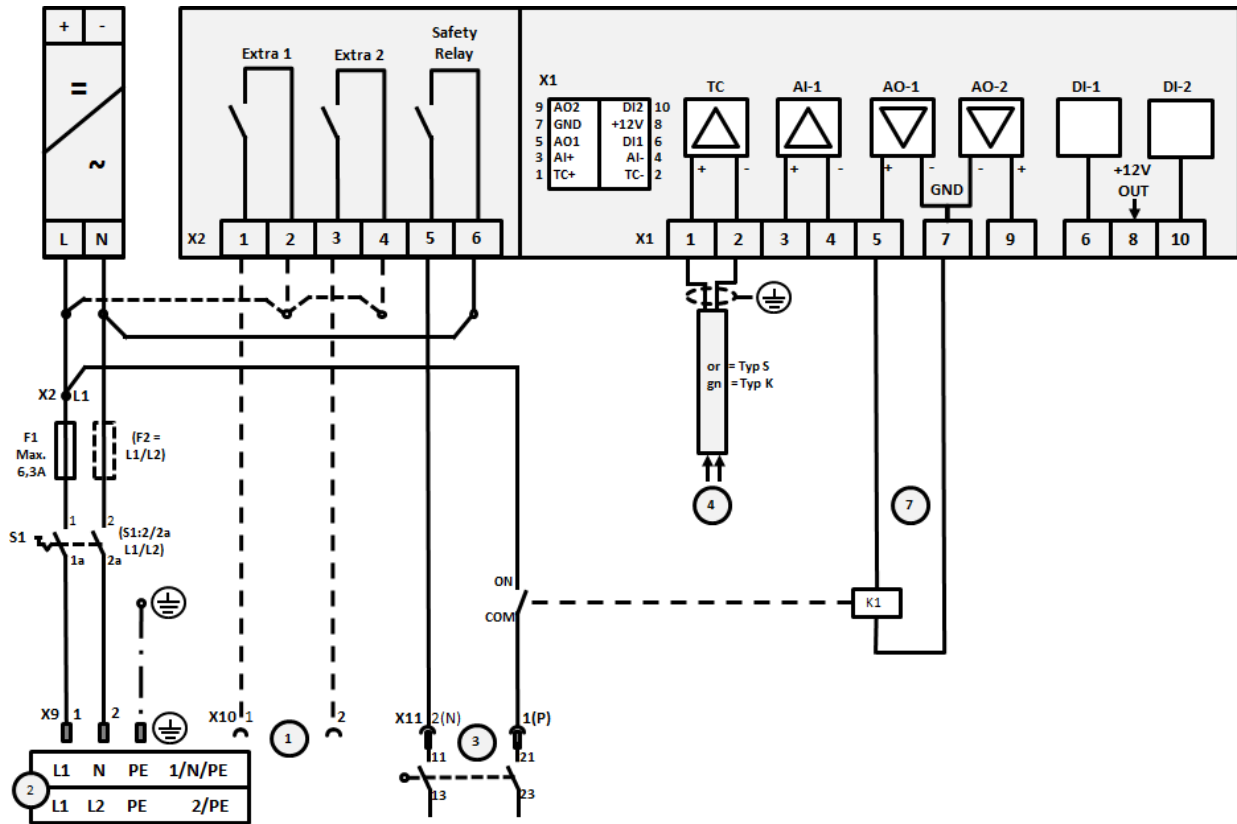 + -
=
~
L N
Extra 1
Extra 2
Safety
Relay
X2 1 2 3 4 5 6
X1
9 AO2 DI2 10
7 GND +12V 8
5 AO1 DI1 6
3 AI+ AI- 4
1 TC+ TC- 2
TC
AI-1
AO-1
AO-2
DI-1
DI-2
+ - + - + - - +
GND
+12V
OUT
X1 1 2 3 4 5 7 9 6 8 10
or = Typ S
gn = Typ K
4
7
X2 L1
F1
Max.
6,3A
(F2 =
L1/L2)
S1
1
1a
2
2a
(S1:2/2a
L1/L2)
ON
COM
K1
X9 1 2
X10 1
1
2
X11 2(N)
3
1(P)
11
13
21
23
2
L1 N PE 1/N/PE
L1 L2 PE 2/PE